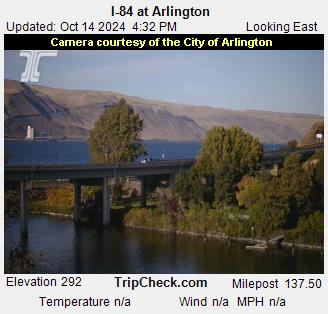 I-84 at Arlington
Updated: Oct 14 2024 4:32 PM Looking East
Camera courtesy of the City of Arlington
Elevation 292 TripCheck.com Milepost 137.50
Temperature n/a Wind n/a MPH n/a